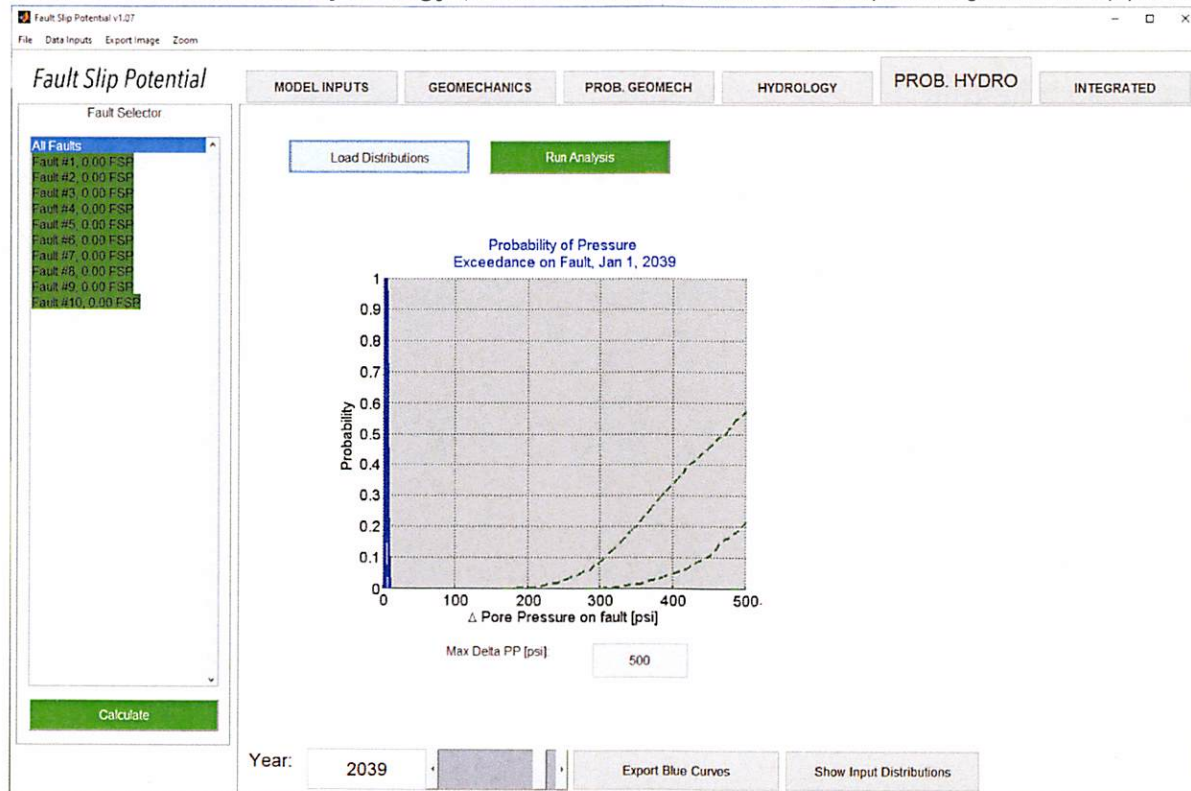 Fault Slip Potential v1.07
File Data Inputs Export Image Zoom
Fault Slip Potential
MODEL INPUTS
GEOMECHANICS
PROB. GEOMECH
HYDROLOGY
PROB. HYDRO
INTEGRATED
Fault Selector
All Faults
Fault #1, 0.00 FSP
Fault #2, 0.00 FSP
Fault #3, 0.00 FSP
Fault #4, 0.00 FSP
Fault #5, 0.00 FSP
Fault #6, 0.00 FSP
Fault #7, 0.00 FSP
Fault #8, 0.00 FSP
Fault #9, 0.00 FSP
Fault #10, 0.00 FSP
Calculate
Load Distributions
Run Analysis
Probability of Pressure
Exceedance on Fault, Jan 1, 2039
1
0.9
0.8
0.7
0.6
0.5
0.4
0.3
0.2
0.1
0
Probability
0 100 200 300 400 500
Δ Pore Pressure on fault [psi]
Max Delta PP [psi]:
500
Year:
2039
Export Blue Curves
Show Input Distributions